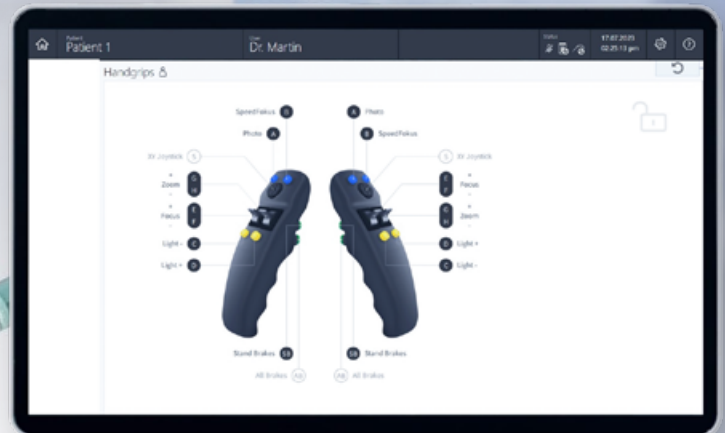 Patient
Patient 1
User
Dr. Martin
Status
17.07.2023
02:25:13 pm
Handgrips
SpeedFokus B
A Photo
Photo A
B SpeedFokus
XY Joystick S
S XY Joystick
+
Zoom
-
G
H
E
F
+
Focus
-
+
Focus
-
E
F
G
H
+
Zoom
-
Light - C
D Light +
Light + D
C Light -
Stand Brakes SB
SB Stand Brakes
All Brakes AB
AB All Brakes